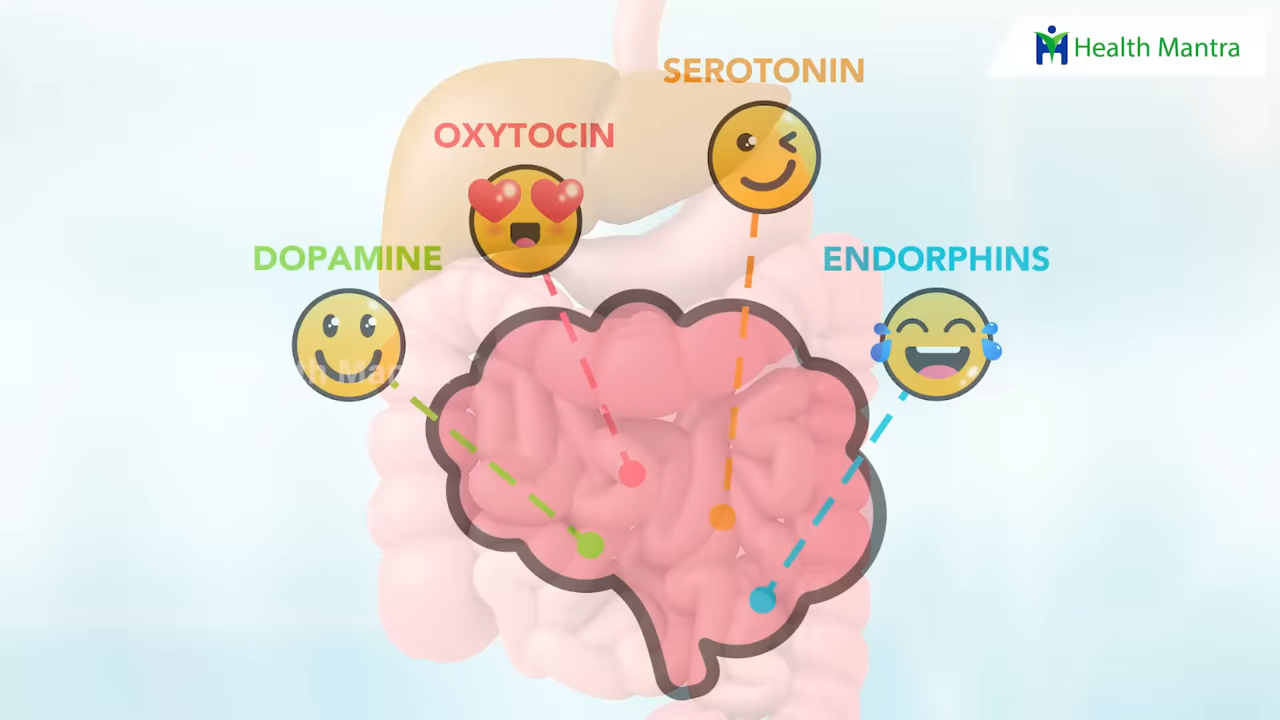 Health Mantra
SEROTONIN
OXYTOCIN
DOPAMINE
ENDORPHINS